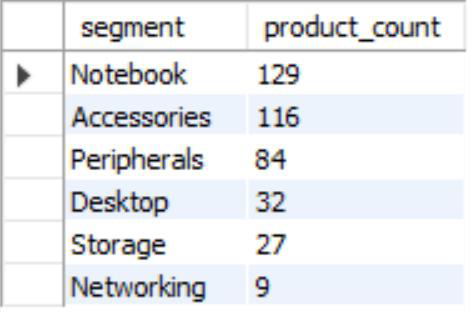 segment product_count
Notebook 129
Accessories 116
Peripherals 84
Desktop 32
Storage 27
Networking 9